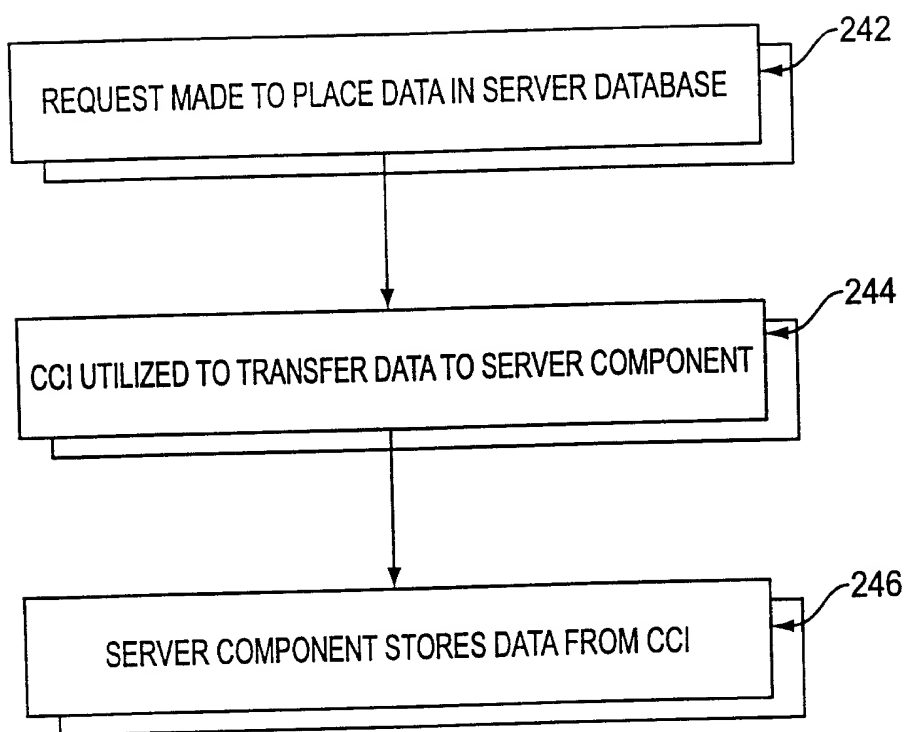 242
REQUEST MADE TO PLACE DATA IN SERVER DATABASE
244
CCI UTILIZED TO TRANSFER DATA TO SERVER COMPONENT
246
SERVER COMPONENT STORES DATA FROM CCI